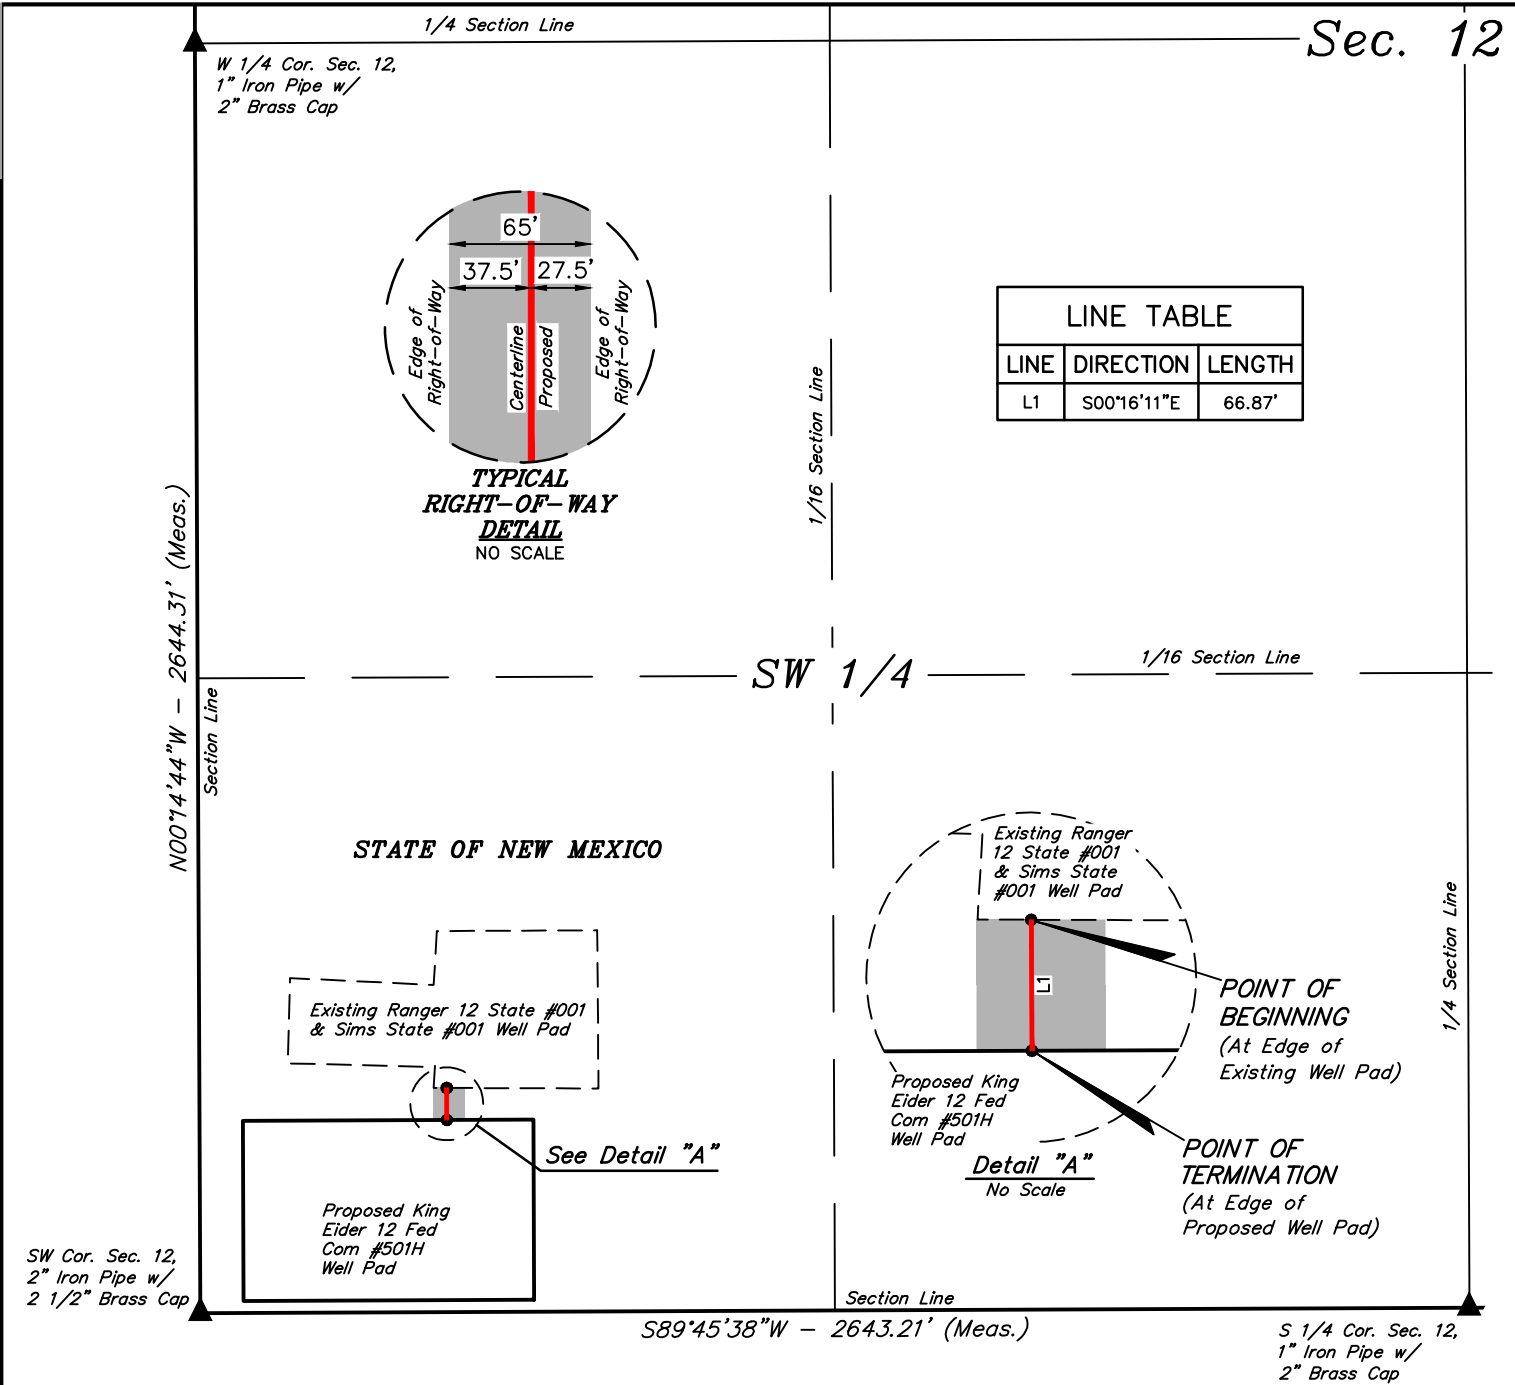 1/4 Section Line
Sec. 12
W 1/4 Cor. Sec. 12,
1" Iron Pipe w/
2" Brass Cap
65'
37.5'
27.5'
Edge of
Right-of-Way
Centerline
Proposed
Edge of
Right-of-Way
TYPICAL
RIGHT-OF-WAY
DETAIL
NO SCALE
LINE TABLE
LINE DIRECTION LENGTH
L1 S00°16'11"E 66.87'
1/16 Section Line
N00°14'44"W - 2644.31' (Meas.)
Section Line
SW 1/4
1/16 Section Line
STATE OF NEW MEXICO
Existing Ranger 12 State #001
& Sims State #001 Well Pad
See Detail "A"
Proposed King
Eider 12 Fed
Com #501H
Well Pad
Existing Ranger
12 State #001
& Sims State
#001 Well Pad
L1
POINT OF
BEGINNING
(At Edge of
Existing Well Pad)
Proposed King
Eider 12 Fed
Com #501H
Well Pad
Detail "A"
No Scale
POINT OF
TERMINATION
(At Edge of
Proposed Well Pad)
1/4 Section Line
SW Cor. Sec. 12,
2" Iron Pipe w/
2 1/2" Brass Cap
Section Line
S89°45'38"W - 2643.21' (Meas.)
S 1/4 Cor. Sec. 12,
1" Iron Pipe w/
2" Brass Cap